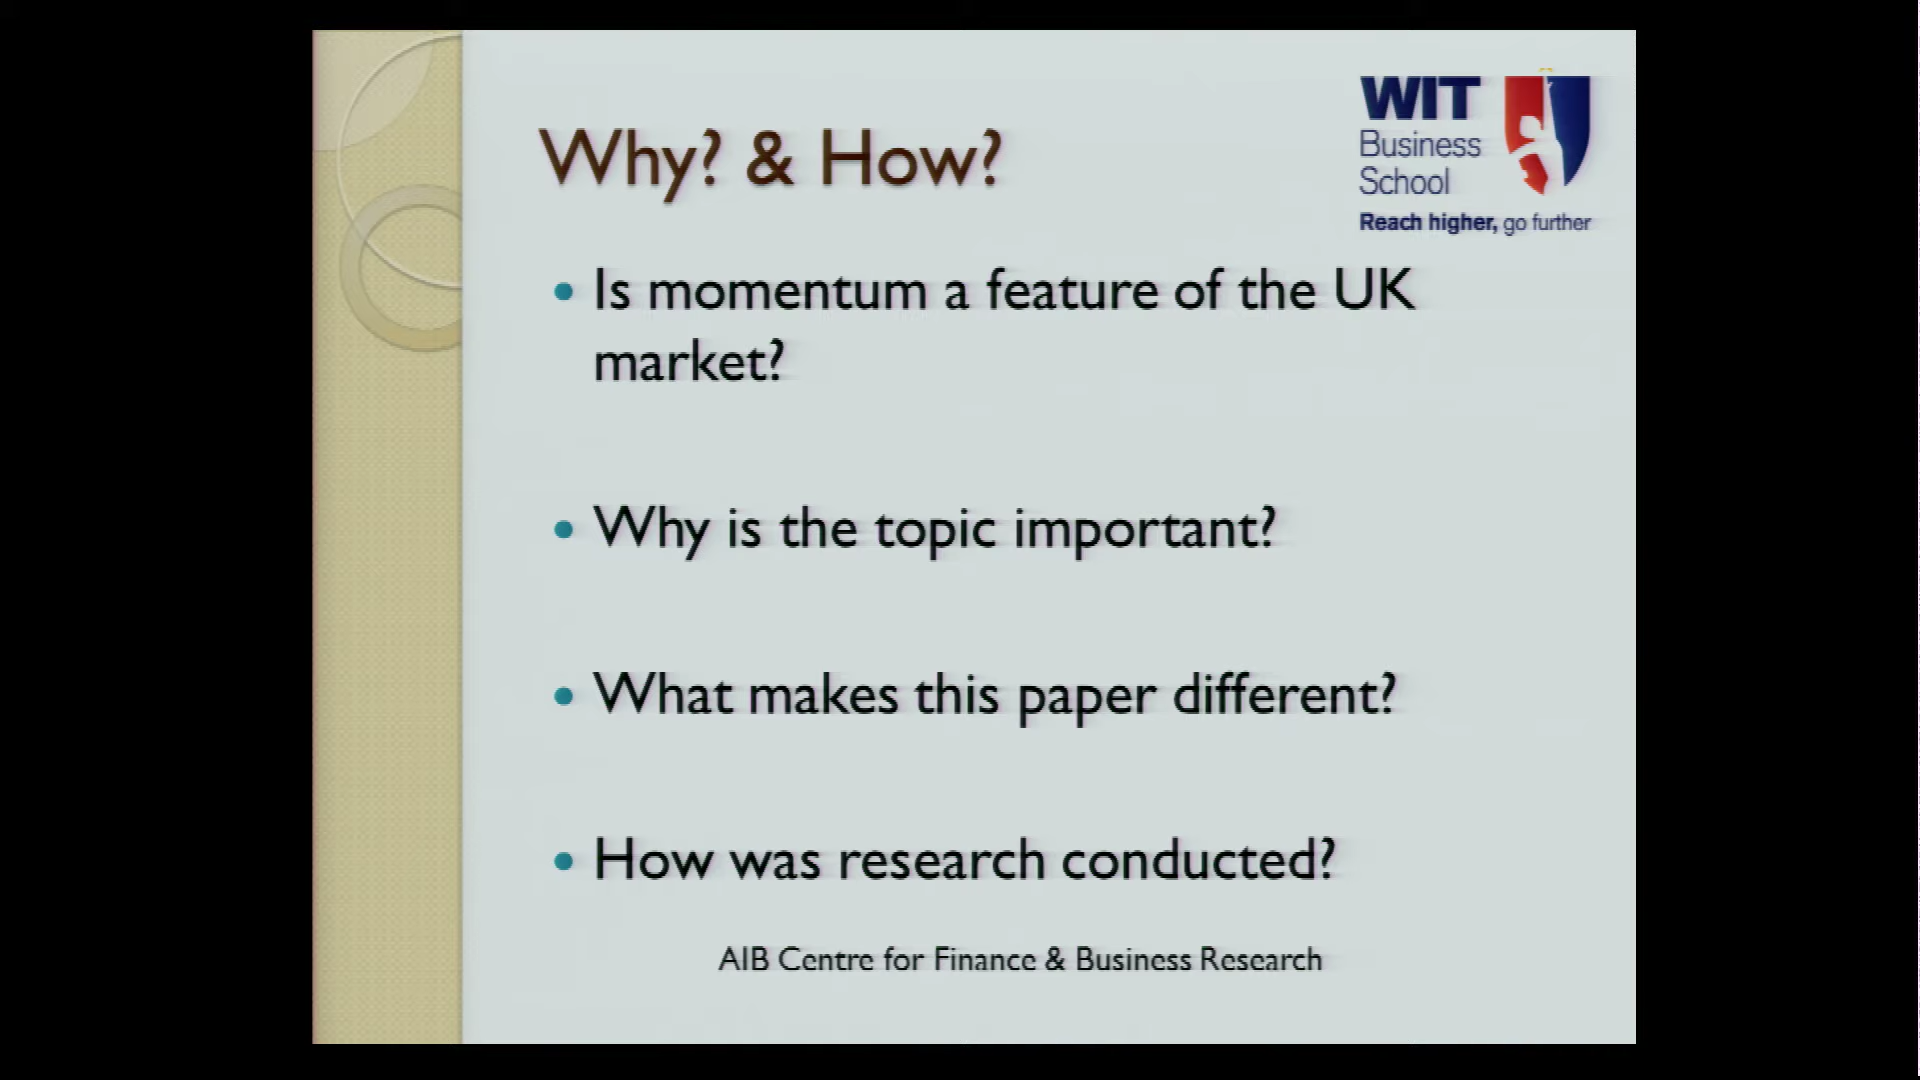 WIT
Business
School
Reach higher, go further
Why? & How?
• Is momentum a feature of the UK
market?
• Why is the topic important?
• What makes this paper different?
• How was research conducted?
AIB Centre for Finance & Business Research